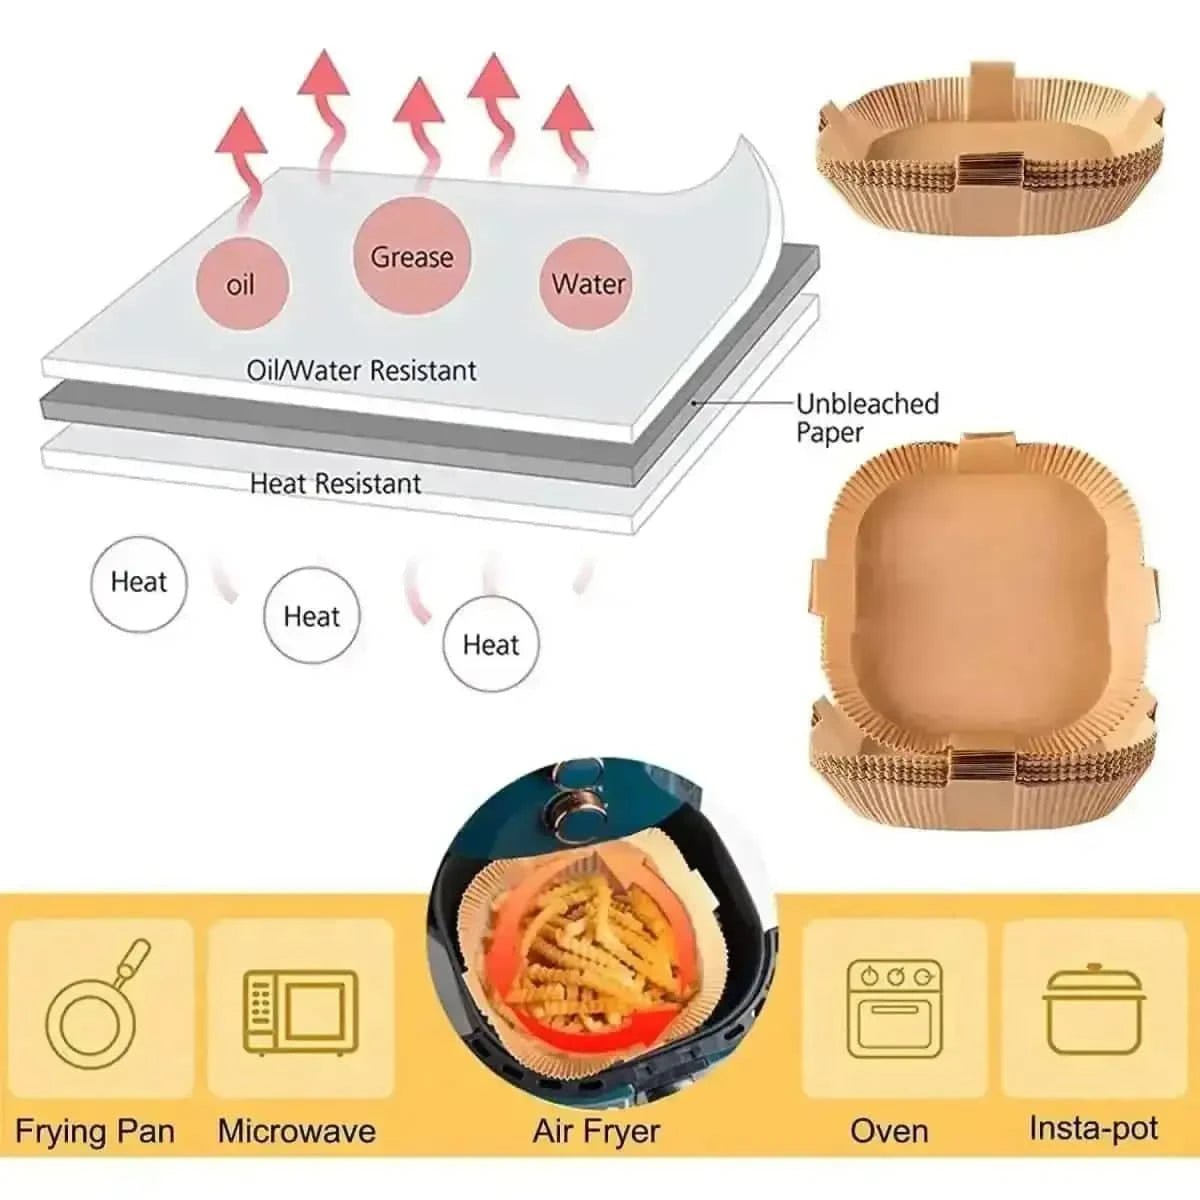 oil
Grease
Water
Oil/Water Resistant
Unbleached
Paper
Heat Resistant
Heat
Heat
Heat
Frying Pan
Microwave
Air Fryer
Oven
Insta-pot